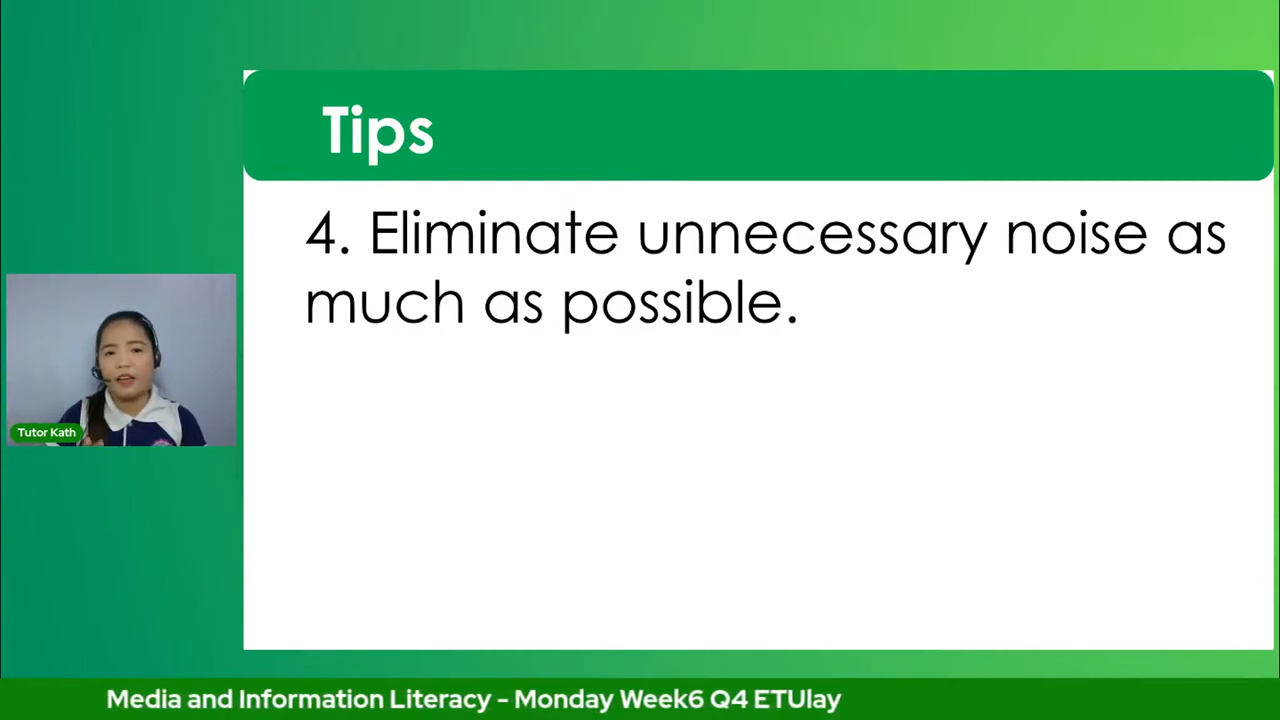 Tips
4. Eliminate unnecessary noise as
much as possible.
Tutor Kath
Media and Information Literacy - Monday Week6 Q4 ETUlay